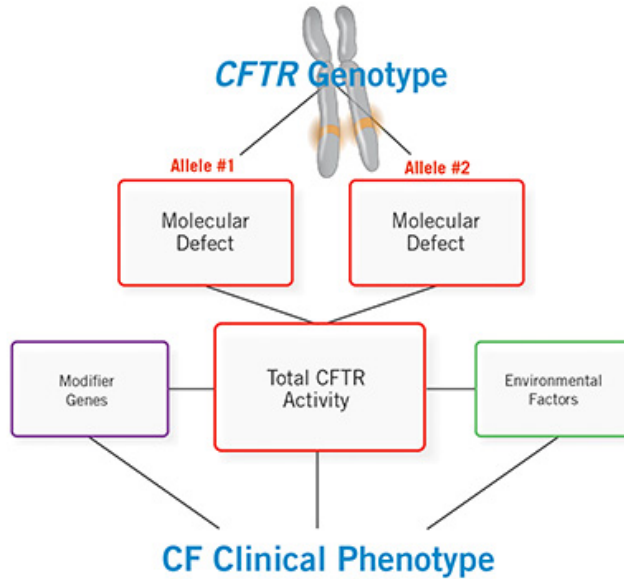 CFTR Genotype
Allele #1
Allele #2
Molecular
Defect
Molecular
Defect
Modifier
Genes
Total CFTR
Activity
Environmental
Factors
CF Clinical Phenotype